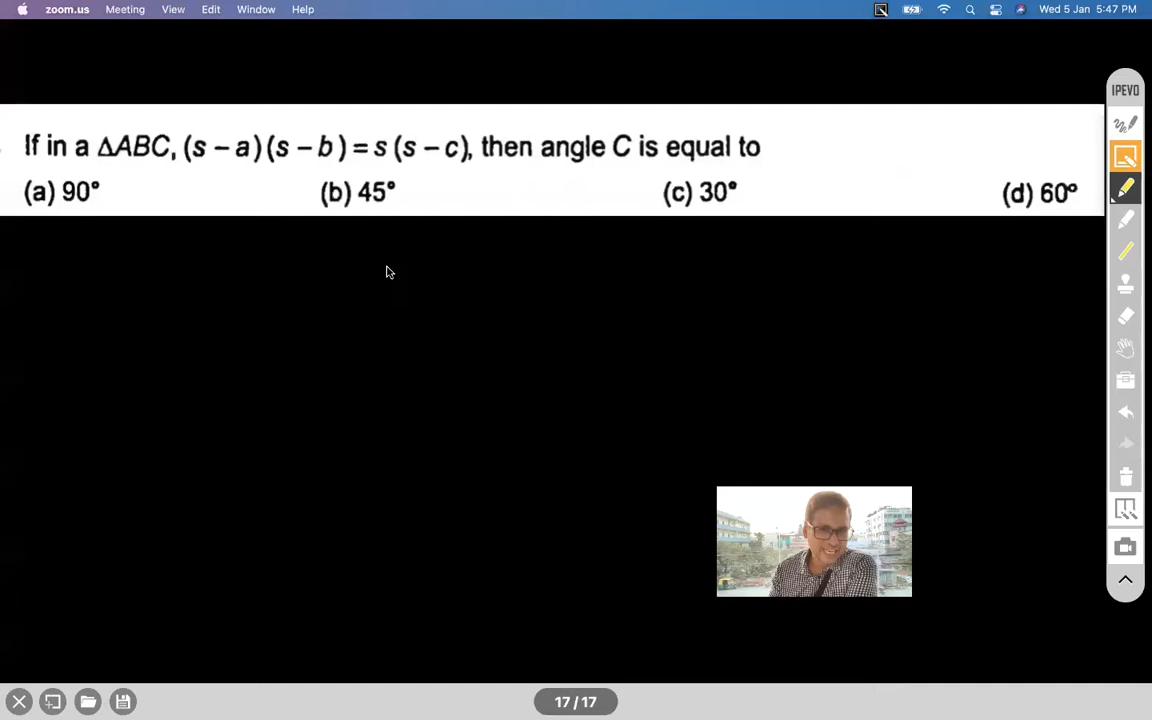 zoom.us Meeting View Edit Window Help Wed 5 Jan 5:47 PM
IPEVO
If in a ΔABC, (s – a) (s – b) = s (s – c), then angle C is equal to
(a) 90° (b) 45° (c) 30° (d) 60°
17/17